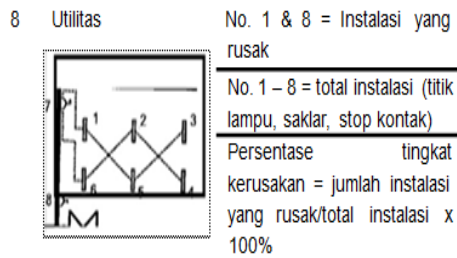 8 Utilitas
No. 1 & 8 = Instalasi yang
rusak
No. 1 – 8 = total instalasi (titik
lampu, saklar, stop kontak)
Persentase tingkat
kerusakan = jumlah instalasi
yang rusak/total instalasi x
100%
7
1 2 3
6 5 4
8